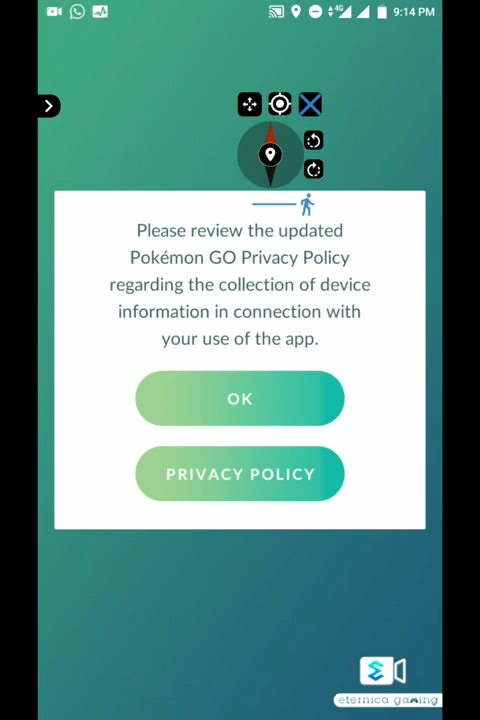 4G 9:14 PM
Please review the updated
Pokémon GO Privacy Policy
regarding the collection of device
information in connection with
your use of the app.
OK
PRIVACY POLICY
eternica gaming